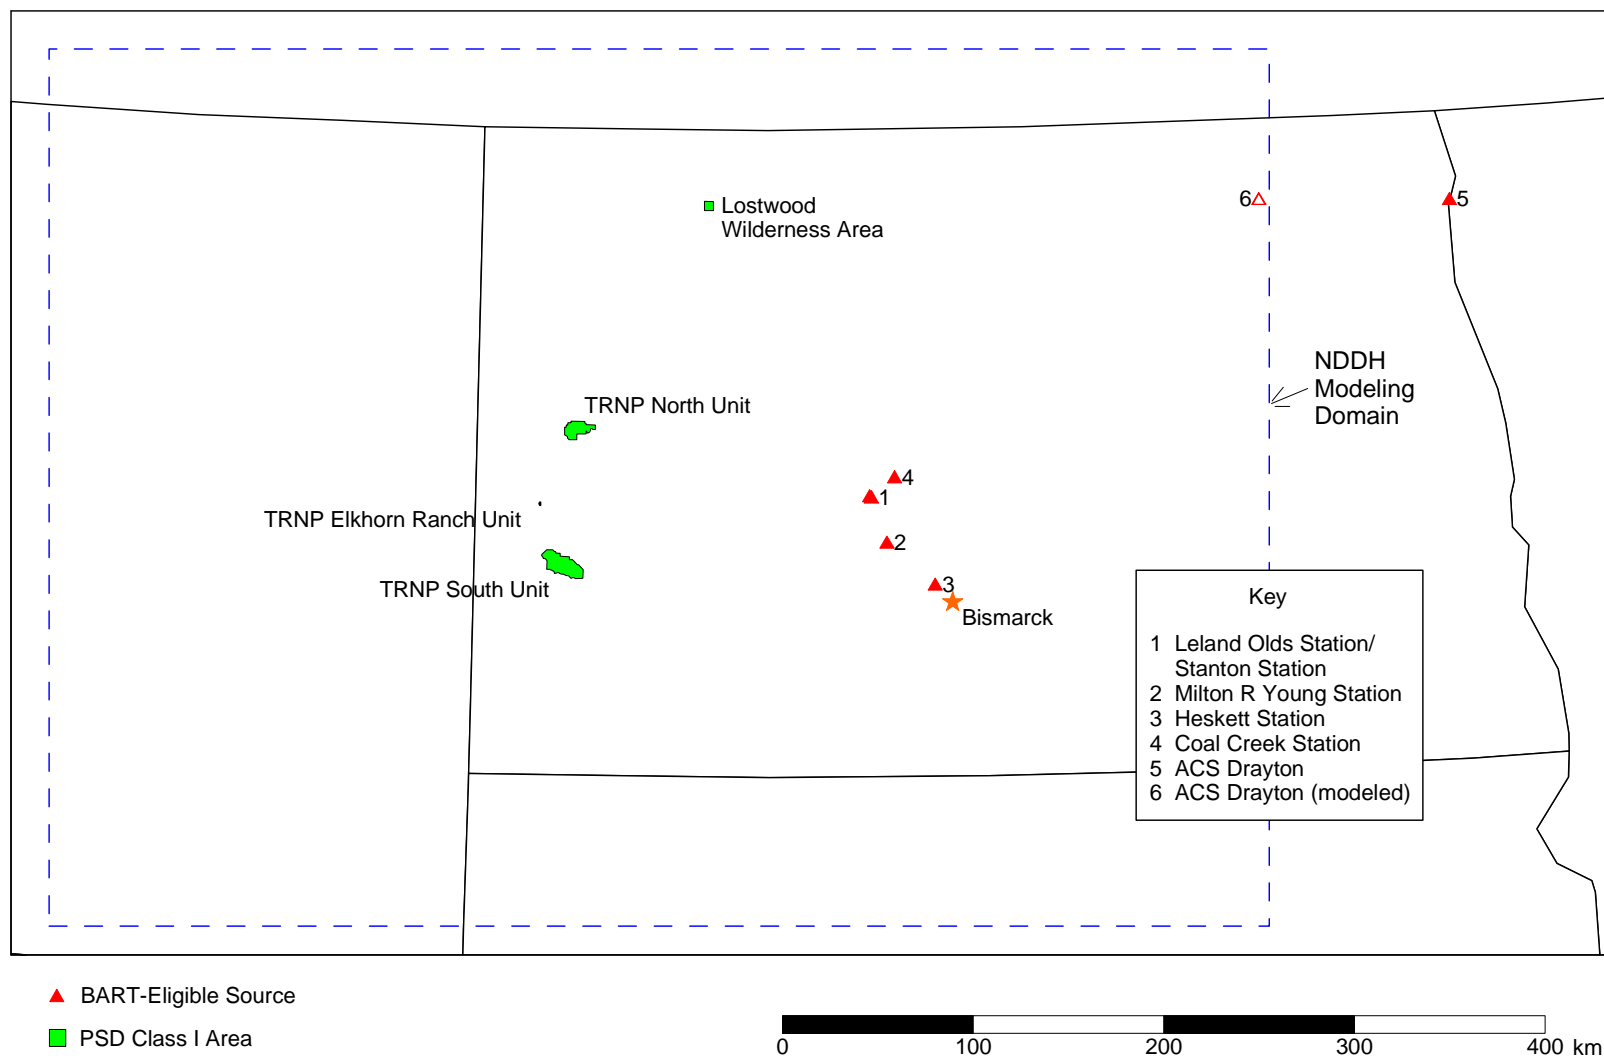 Lostwood
Wilderness Area
6
5
NDDH
Modeling
Domain
TRNP North Unit
4
1
TRNP Elkhorn Ranch Unit
2
TRNP South Unit
3
Bismarck
Key
1 Leland Olds Station/
Stanton Station
2 Milton R Young Station
3 Heskett Station
4 Coal Creek Station
5 ACS Drayton
6 ACS Drayton (modeled)
BART-Eligible Source
PSD Class I Area
0 100 200 300 400 km